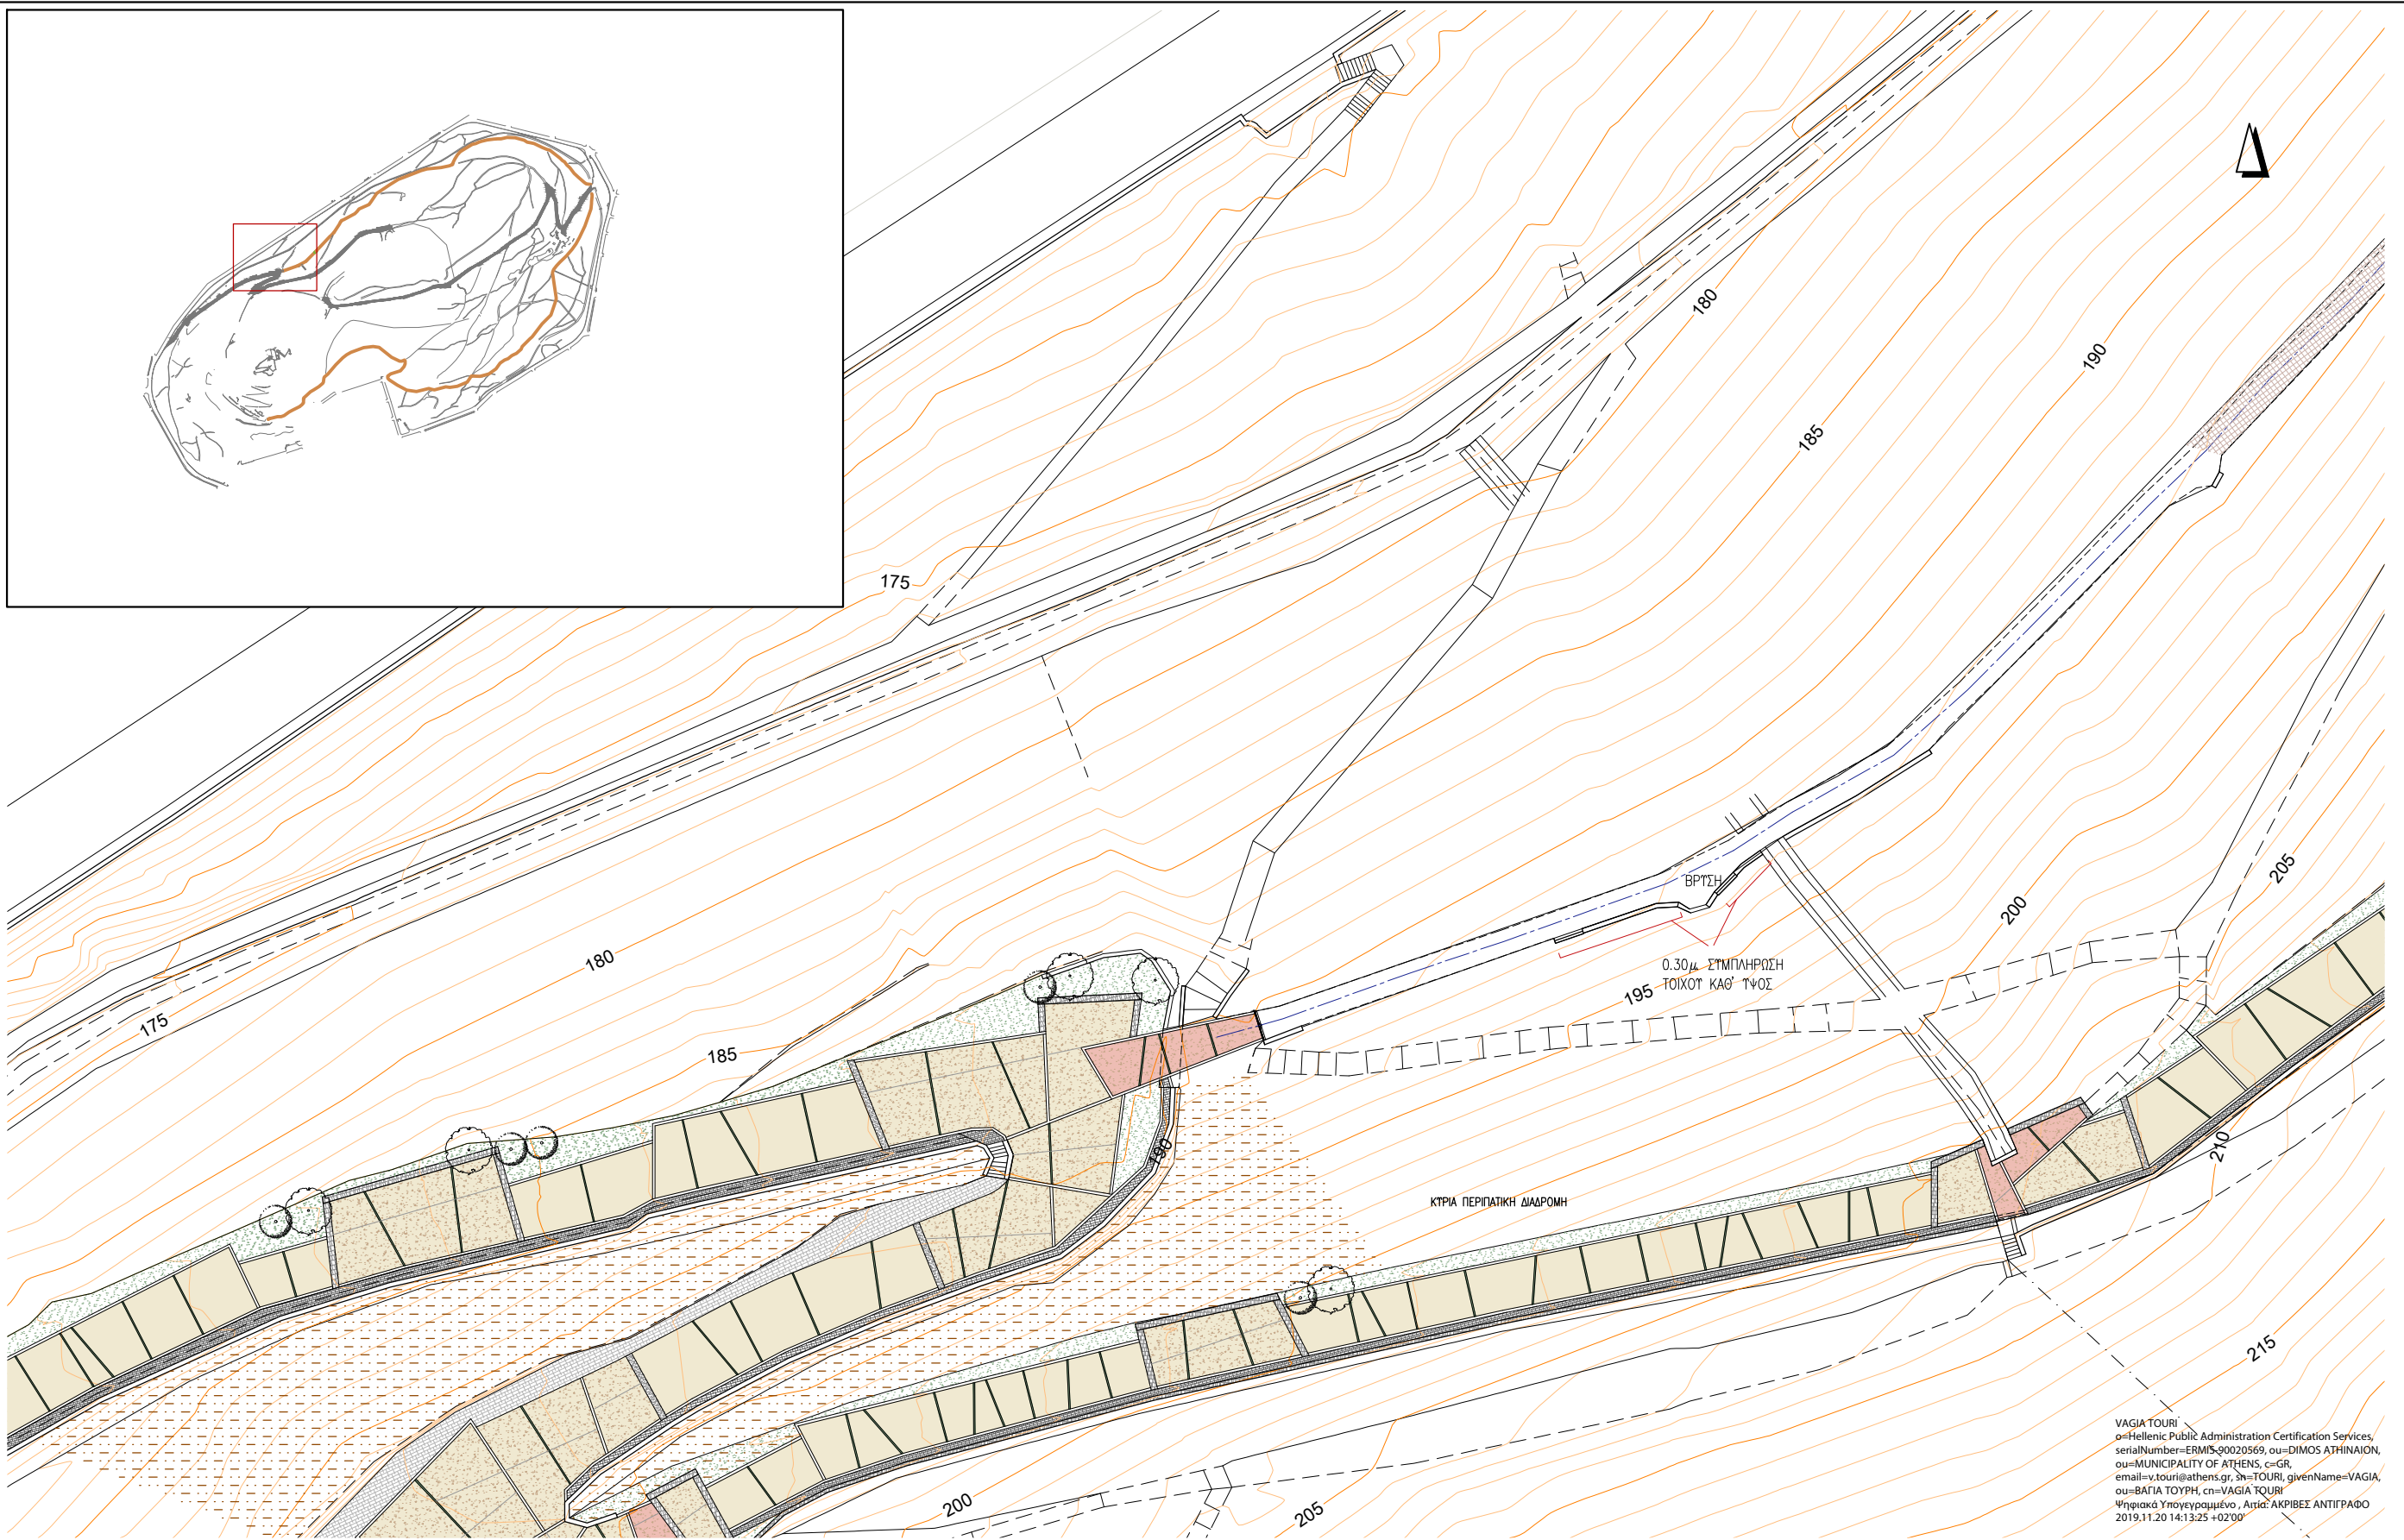 180
190
185
175
205
ΒΡΥΣΗ
200
0.30μ. ΣΥΜΠΛΗΡΩΣΗ
ΤΟΙΧΟΥ ΚΑΘ' ΥΨΟΣ
195
180
175
185
190
210
ΚΥΡΙΑ ΠΕΡΙΠΑΤΙΚΗ ΔΙΑΔΡΟΜΗ
215
200
205
VAGIA TOURI
o=Hellenic Public Administration Certification Services,
serialNumber=ERMIS-90020569, ou=DIMOS ATHINAION,
ou=MUNICIPALITY OF ATHENS, c=GR,
email=v.touri@athens.gr, sn=TOURI, givenName=VAGIA,
ou=ΒΑΓΙΑ ΤΟΥΡΗ, cn=VAGIA TOURI
Ψηφιακά Υπογεγραμμένο , Αιτία: ΑΚΡΙΒΕΣ ΑΝΤΙΓΡΑΦΟ
2019.11.20 14:13:25 +02'00'